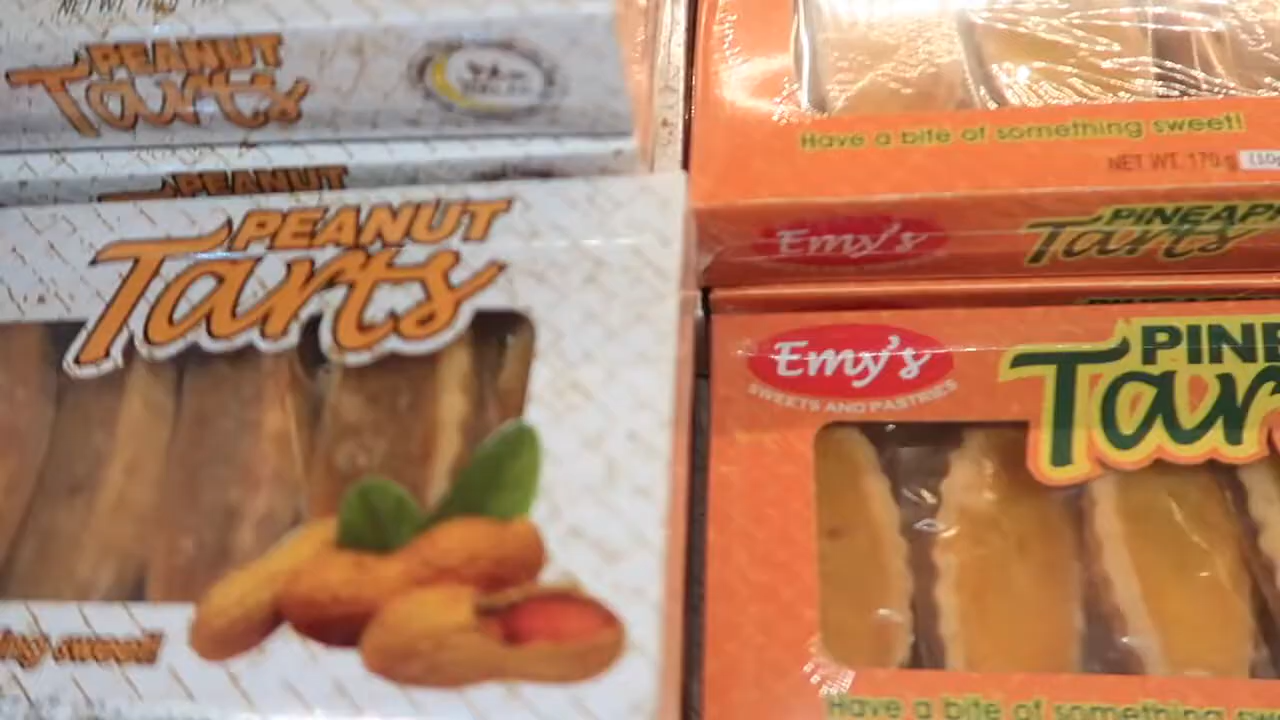 PEANUT
Tarts
PEANUT
PEANUT
Tarts
Have a bite of something sweet!
NET WT. 170 g
Emy's
Tarts
Emy's
SWEETS AND PASTRIES
PINE
Tar
Have a bite of something